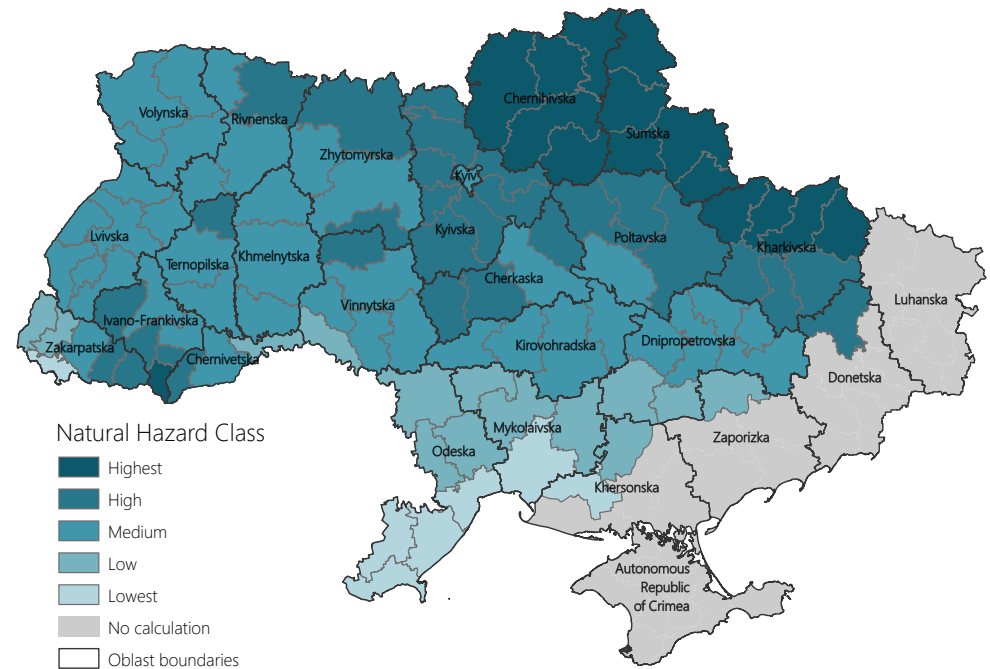 Chernihivska
Volynska
Rivnenska
Sumska
Zhytomyrska
Kyiv
Kyivska
Lvivska
Poltavska
Kharkivska
Khmelnytska
Ternopilska
Cherkaska
Luhanska
Vinnytska
Ivano-Frankivska
Zakarpatska
Chernivetska
Kirovohradska
Dnipropetrovska
Donetska
Mykolaivska
Zaporizka
Odeska
Khersonska
Autonomous
Republic
of Crimea
Natural Hazard Class
Highest
High
Medium
Low
Lowest
No calculation
Oblast boundaries